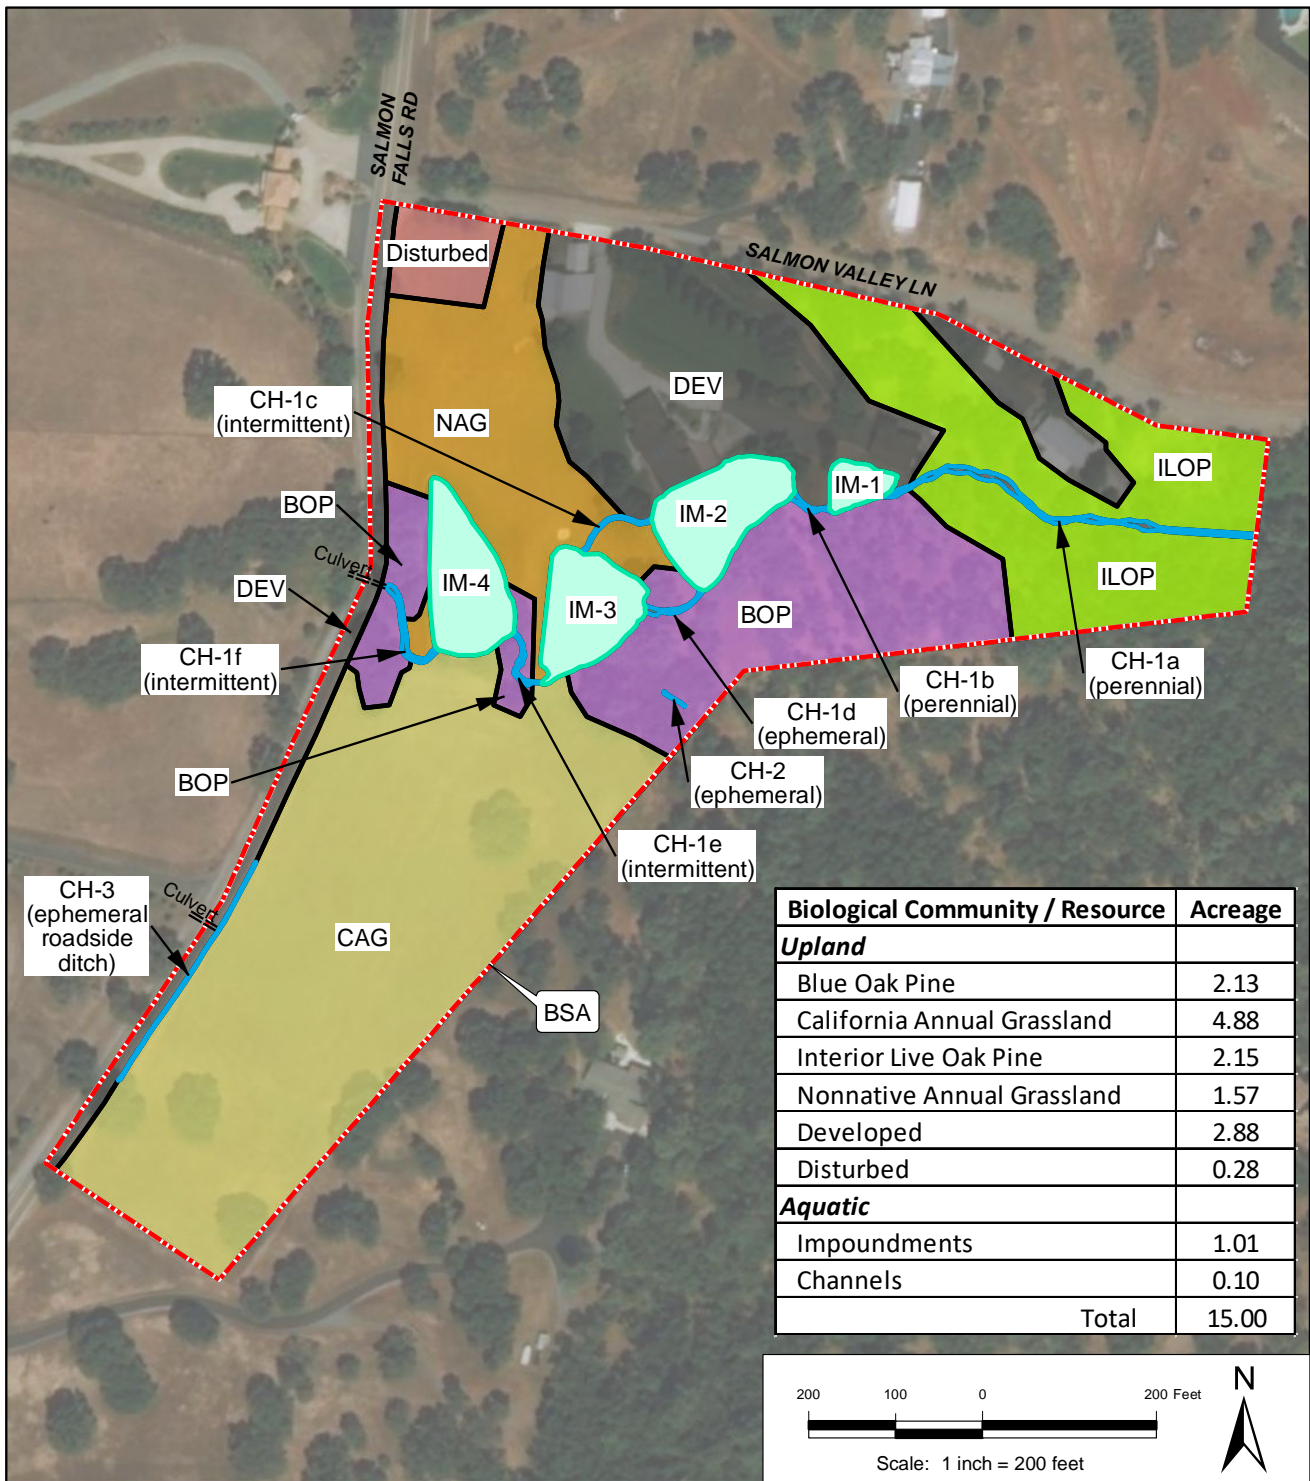 SALMON
FALLS RD
Disturbed
SALMON VALLEY LN
DEV
CH-1c
(intermittent)
NAG
ILOP
BOP
IM-1
IM-2
Culvert
IM-4
DEV
IM-3
BOP
ILOP
CH-1f
(intermittent)
CH-1a
(perennial)
CH-1b
(perennial)
CH-1d
(ephemeral)
BOP
CH-2
(ephemeral)
CH-1e
(intermittent)
CH-3
(ephemeral
roadside
ditch)
Culvert
CAG
BSA
Biological Community / Resource Acreage
Upland
Blue Oak Pine 2.13
California Annual Grassland 4.88
Interior Live Oak Pine 2.15
Nonnative Annual Grassland 1.57
Developed 2.88
Disturbed 0.28
Aquatic
Impoundments 1.01
Channels 0.10
Total 15.00
200 100 0 200 Feet
Scale: 1 inch = 200 feet
N